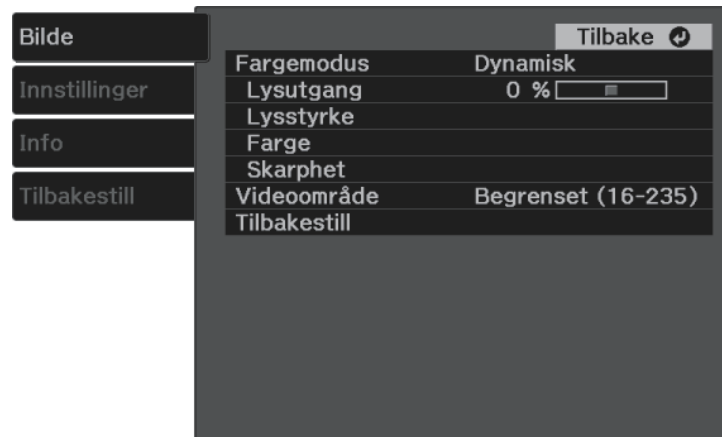 Bilde
Innstillinger
Info
Tilbakestill
Tilbake
Fargemodus Dynamisk
Lysutgang 0 %
Lysstyrke
Farge
Skarphet
Videoområde Begrenset (16-235)
Tilbakestill